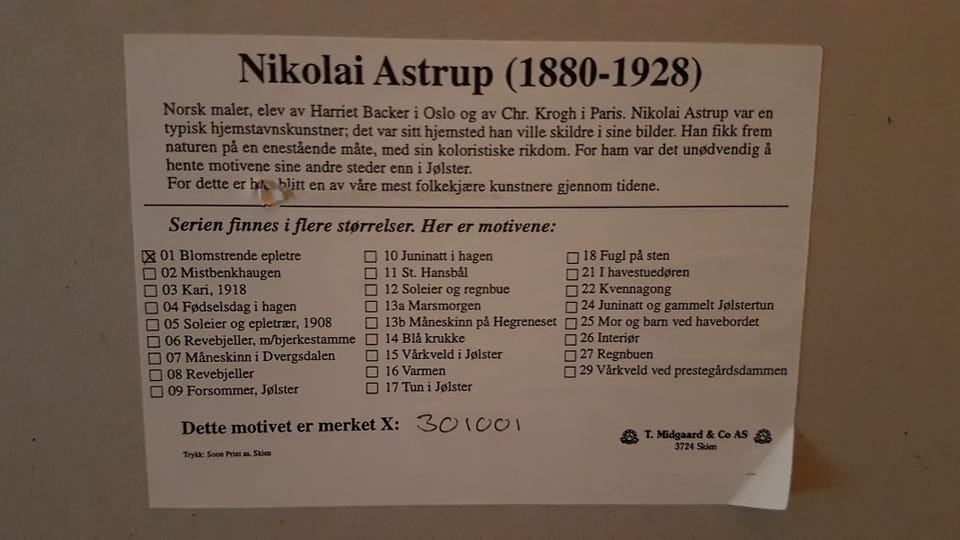 Nikolai Astrup (1880-1928)
Norsk maler, elev av Harriet Backer i Oslo og av Chr. Krogh i Paris. Nikolai Astrup var en
typisk hjemstavnskunstner; det var sitt hjemsted han ville skildre i sine bilder. Han fikk frem
naturen på en enestående måte, med sin koloristiske rikdom. For ham var det unødvendig å
hente motivene sine andre steder enn i Jølster.
For dette er blitt en av våre mest folkekjære kunstnere gjennom tidene.
Serien finnes i flere størrelser. Her er motivene:
01 Blomstrende epletre
02 Mistbenkhaugen
03 Kari, 1918
04 Fødselsdag i hagen
05 Soleier og epletrær, 1908
06 Revebjeller, m/bjerkestamme
07 Måneskinn i Dvergsdalen
08 Revebjeller
09 Forsommer, Jølster
10 Juninatt i hagen
11 St. Hansbål
12 Soleier og regnbue
13a Marsmorgen
13b Måneskinn på Hegreneset
14 Blå krukke
15 Vårkveld i Jølster
16 Varmen
17 Tun i Jølster
18 Fugl på sten
21 I havestuedøren
22 Kvennagong
24 Juninatt og gammelt Jølstertun
25 Mor og barn ved havebordet
26 Interiør
27 Regnbuen
29 Vårkveld ved prestegårdsdammen
Dette motivet er merket X: 301001
T. Midgaard & Co AS
3724 Skien
Trykk: Soos Print as, Skien